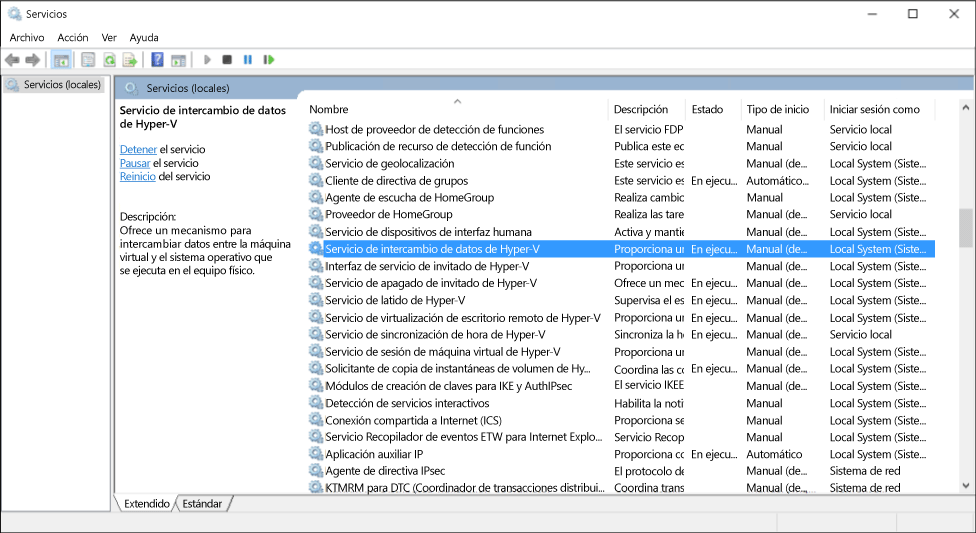 Servicios
Archivo Acción Ver Ayuda
Servicios (locales)
Servicios (locales)
Servicio de intercambio de datos
de Hyper-V
Detener el servicio
Pausar el servicio
Reinicio del servicio
Descripción:
Ofrece un mecanismo para
intercambiar datos entre la máquina
virtual y el sistema operativo que
se ejecuta en el equipo físico.
Nombre Descripción Estado Tipo de inicio Iniciar sesión como
Host de proveedor de detección de funciones El servicio FDP Manual Servicio local
Publicación de recurso de detección de función Publica este ec Manual Servicio local
Servicio de geolocalización Este servicio es Manual (de... Local System (Siste...
Cliente de directiva de grupos Este servicio es En ejecu... Automático... Local System (Siste...
Agente de escucha de HomeGroup Realiza cambio Manual Local System (Siste...
Proveedor de HomeGroup Realiza las tare Manual (de... Servicio local
Servicio de dispositivos de interfaz humana Activa y mantie Manual (de... Local System (Siste...
Servicio de intercambio de datos de Hyper-V Proporciona ur En ejecu... Manual (de... Local System (Siste...
Interfaz de servicio de invitado de Hyper-V Proporciona ur Manual (de... Local System (Siste...
Servicio de apagado de invitado de Hyper-V Ofrece un mec En ejecu... Manual (de... Local System (Siste...
Servicio de latido de Hyper-V Supervisa el es En ejecu... Manual (de... Local System (Siste...
Servicio de virtualización de escritorio remoto de Hyper-V Proporciona ur En ejecu... Manual (de... Local System (Siste...
Servicio de sincronización de hora de Hyper-V Sincroniza la hc En ejecu... Manual (de... Servicio local
Servicio de sesión de máquina virtual de Hyper-V Proporciona ur Manual (de... Local System (Siste...
Solicitante de copia de instantáneas de volumen de Hy... Coordina las cc En ejecu... Manual (de... Local System (Siste...
Módulos de creación de claves para IKE y AuthIPsec El servicio IKEE Manual (de... Local System (Siste...
Detección de servicios interactivos Habilita la noti Manual Local System (Siste...
Conexión compartida a Internet (ICS) Proporciona se Manual (de... Local System (Siste...
Servicio Recopilador de eventos ETW para Internet Explo... Servicio Recop Manual Local System (Siste...
Aplicación auxiliar IP Proporciona cc En ejecu... Automático Local System (Siste...
Agente de directiva IPsec El protocolo de Manual (de... Sistema de red
KTMRM para DTC (Coordinador de transacciones distribui... Coordina trans Manual (de... Sistema de red
Extendido Estándar